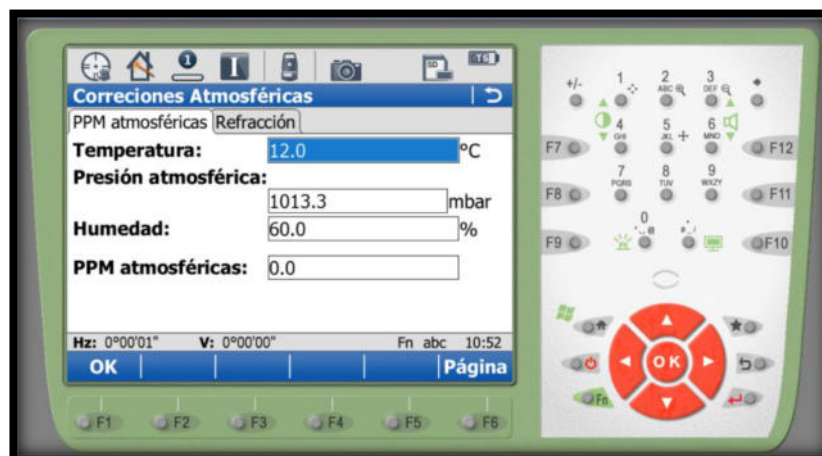 1 I SD TS
Correciones Atmosféricas
PPM atmosféricas Refracción
Temperatura: 12.0 °C
Presión atmosférica:
1013.3 mbar
Humedad: 60.0 %
PPM atmosféricas: 0.0
Hz: 0°00'01" V: 0°00'00" Fn abc 10:52
OK Página
F1 F2 F3 F4 F5 F6
+/- 1 2 3
ABC DEF
4 5 6
GHI JKL MNO
F7 F12
7 8 9
PQRS TUV WXZY
F8 F11
0 .
F9 F10
OK
Fn